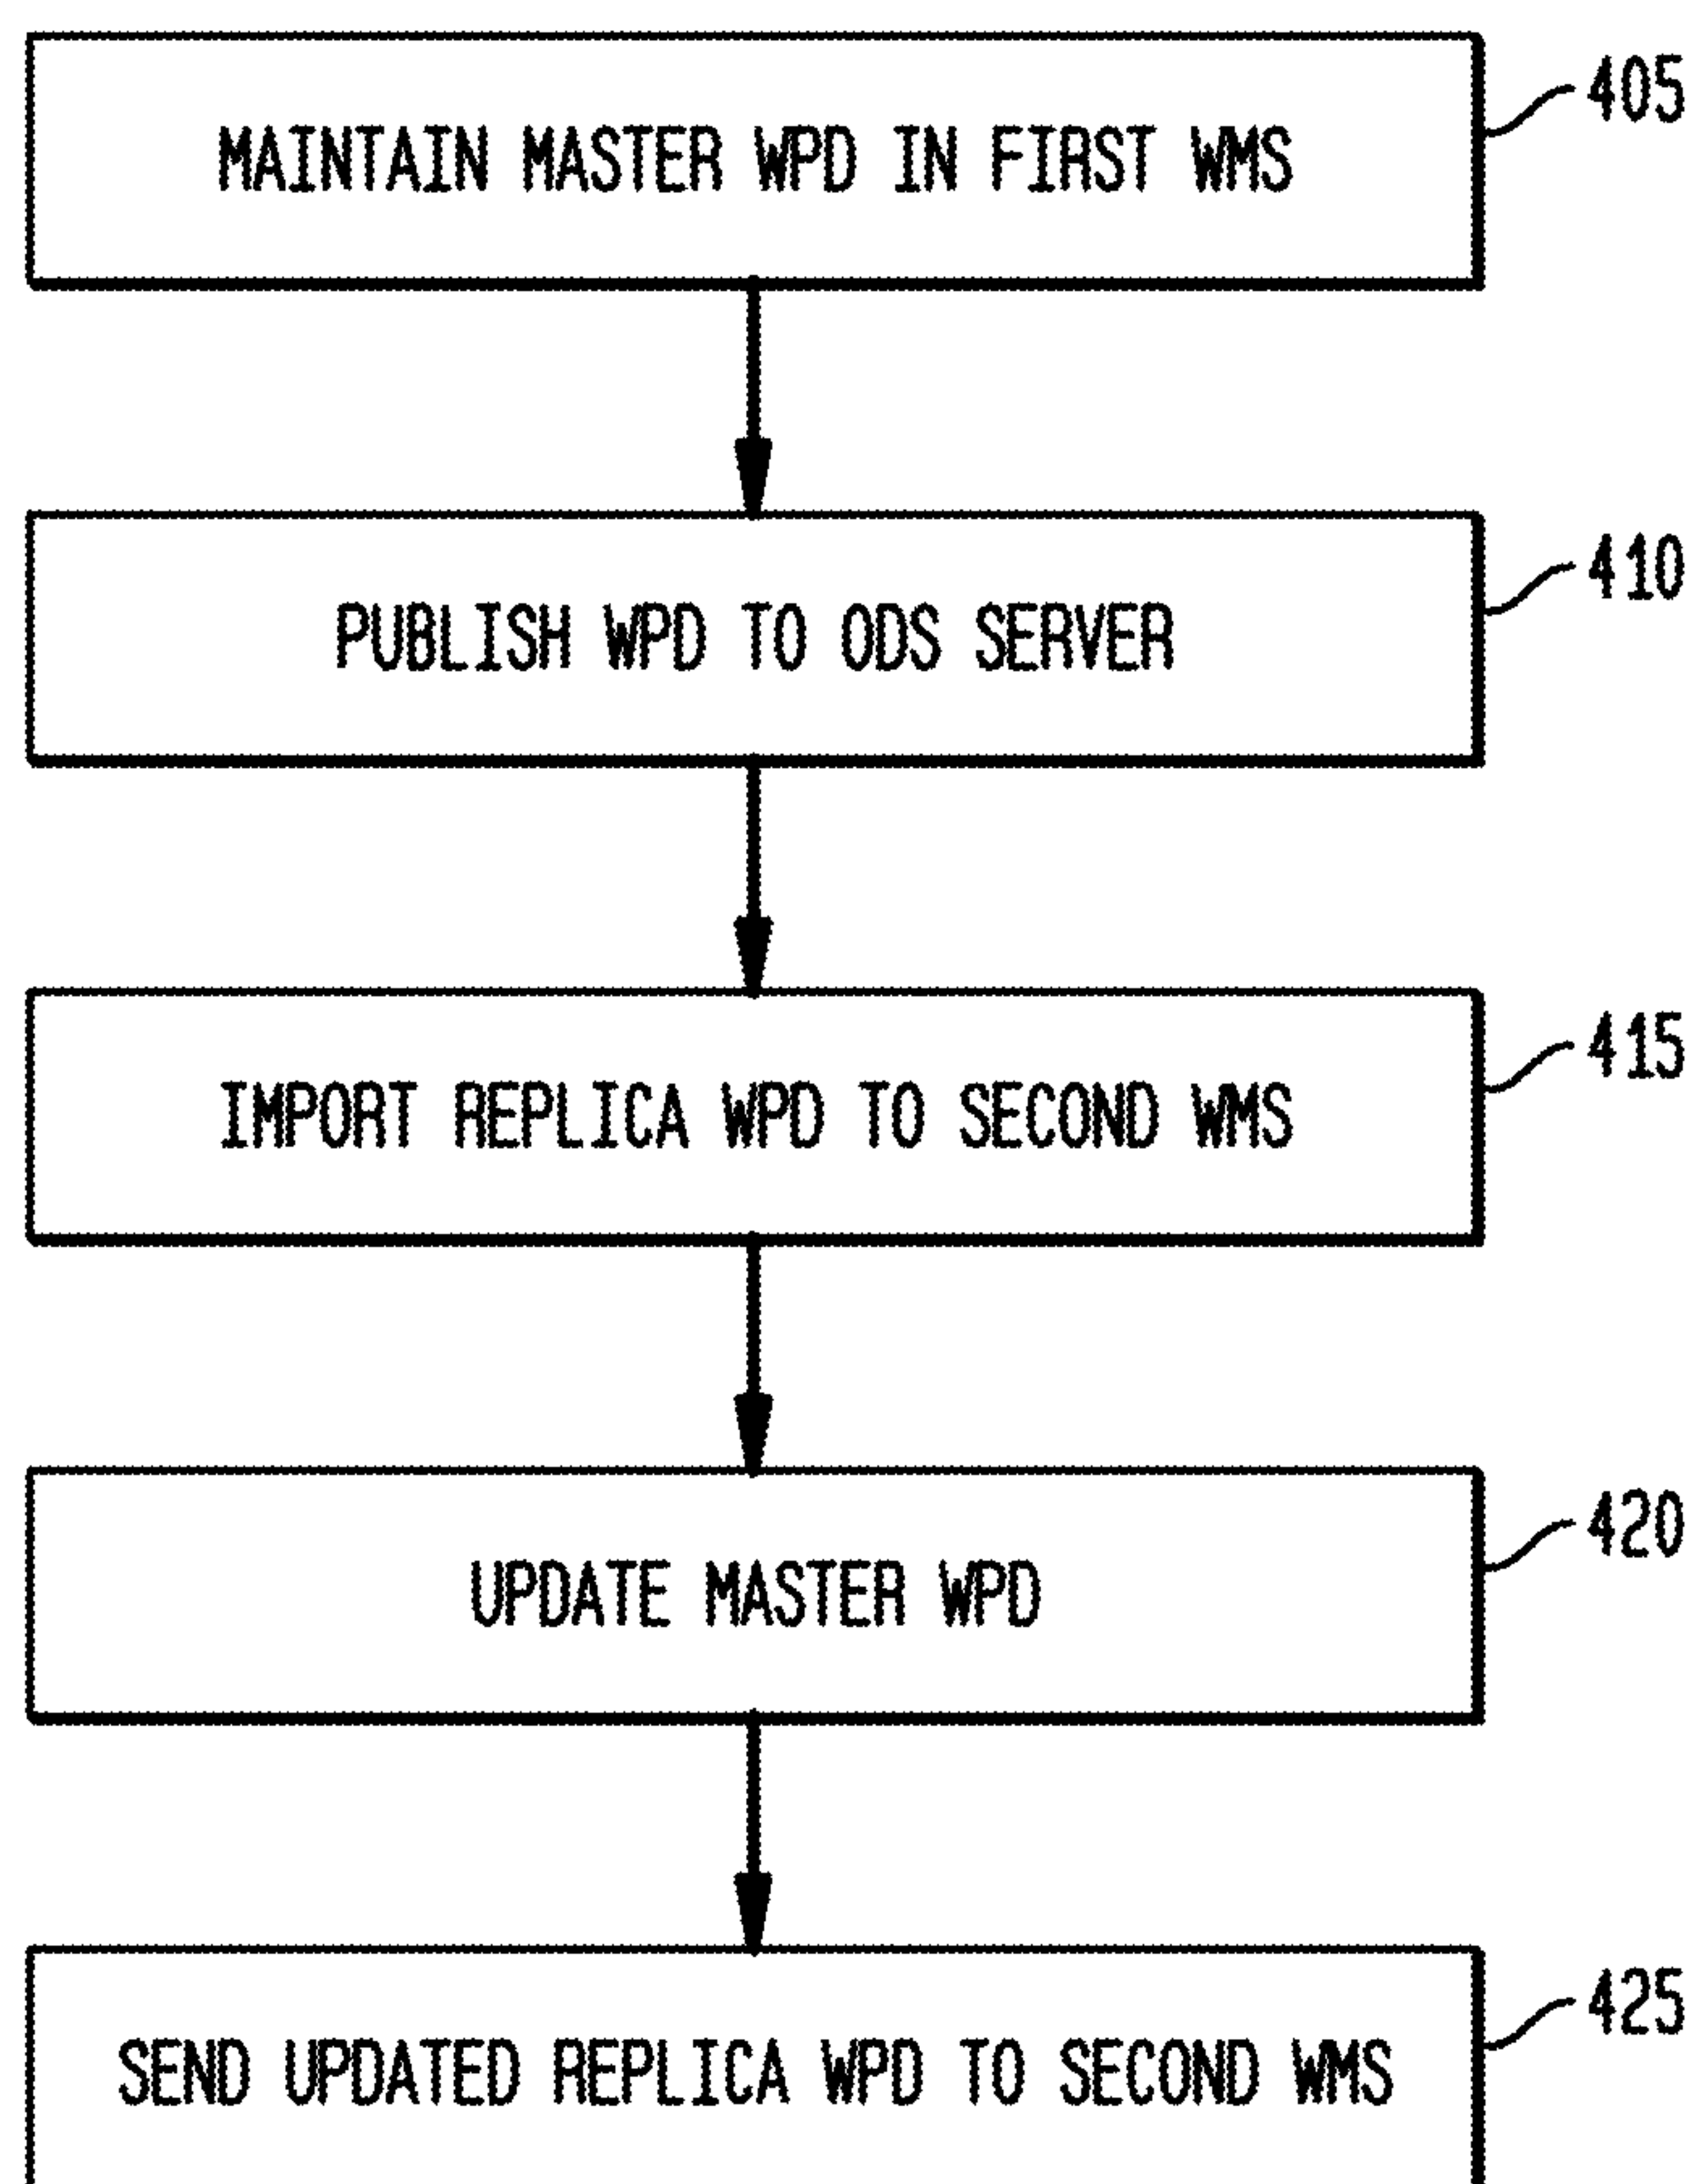 405
MAINTAIN MASTER WPD IN FIRST WMS
410
PUBLISH WPD TO ODS SERVER
415
IMPORT REPLICA WPD TO SECOND WMS
420
UPDATE MASTER WPD
425
SEND UPDATED REPLICA WPD TO SECOND WMS